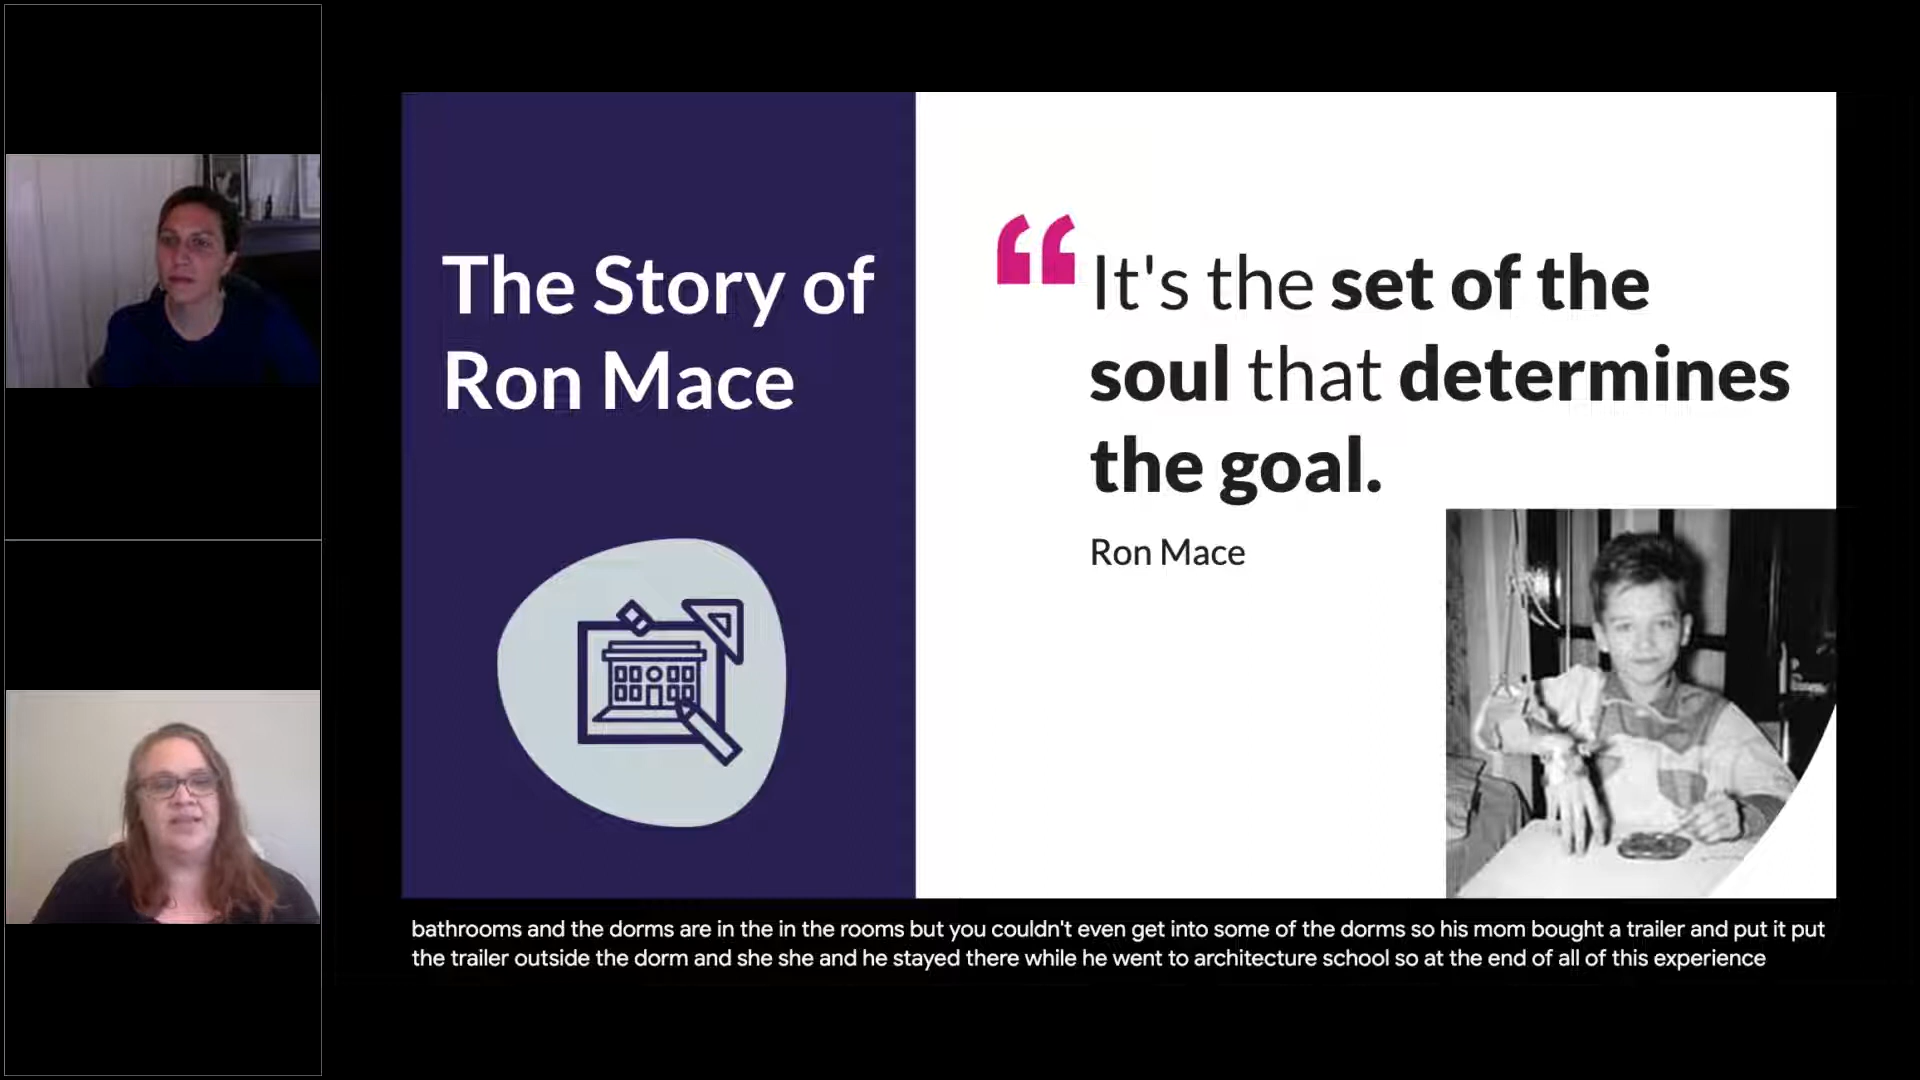 The Story of
Ron Mace
It's the set of the
soul that determines
the goal.
Ron Mace
bathrooms and the dorms are in the in the rooms but you couldn't even get into some of the dorms so his mom bought a trailer and put it put
the trailer outside the dorm and she she and he stayed there while he went to architecture school so at the end of all of this experience